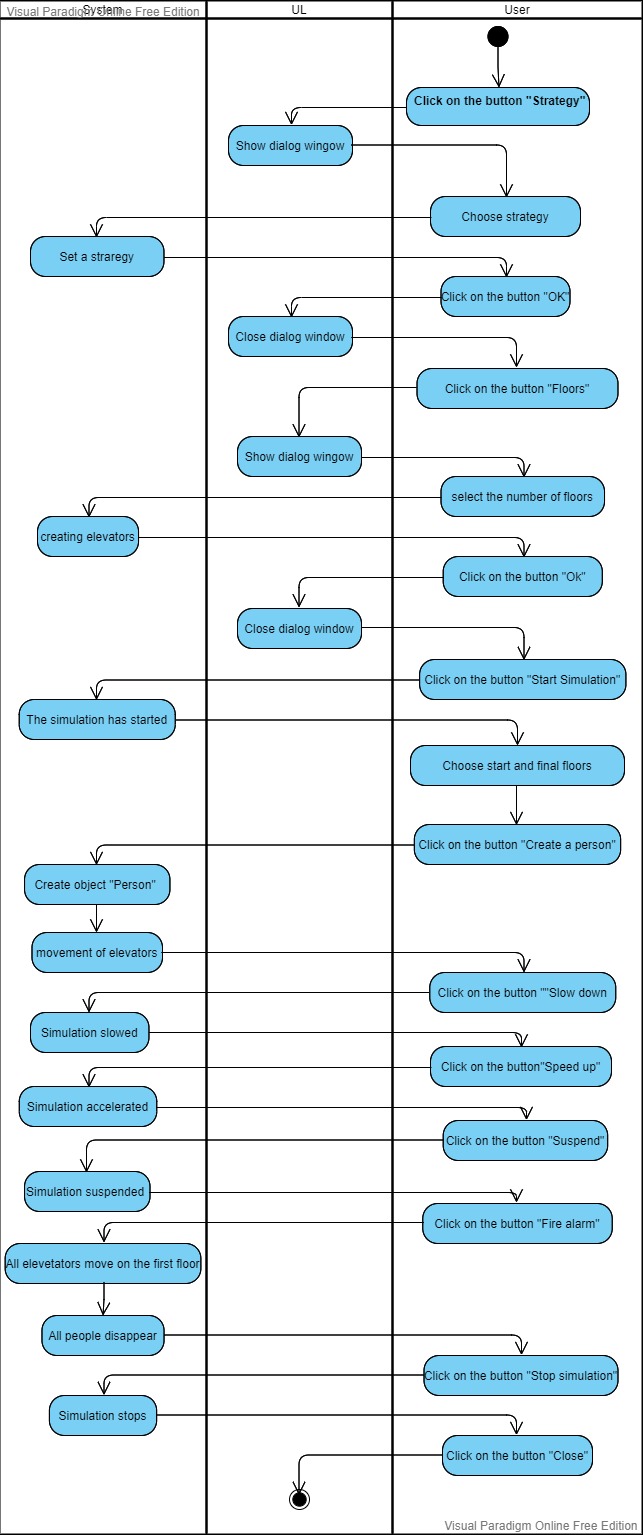 System
Visual Paradigm Online Free Edition
UL
User
Click on the button "Strategy"
Show dialog wingow
Choose strategy
Set a straregy
Click on the button "OK"
Close dialog window
Click on the button "Floors"
Show dialog wingow
select the number of floors
creating elevators
Click on the button "Ok"
Close dialog window
Click on the button "Start Simulation"
The simulation has started
Choose start and final floors
Click on the button "Create a person"
Create object "Person"
movement of elevators
Click on the button ""Slow down
Simulation slowed
Click on the button"Speed up"
Simulation accelerated
Click on the button "Suspend"
Simulation suspended
Click on the button "Fire alarm"
All elevetators move on the first floor
All people disappear
Click on the button "Stop simulation"
Simulation stops
Click on the button "Close"
Visual Paradigm Online Free Edition